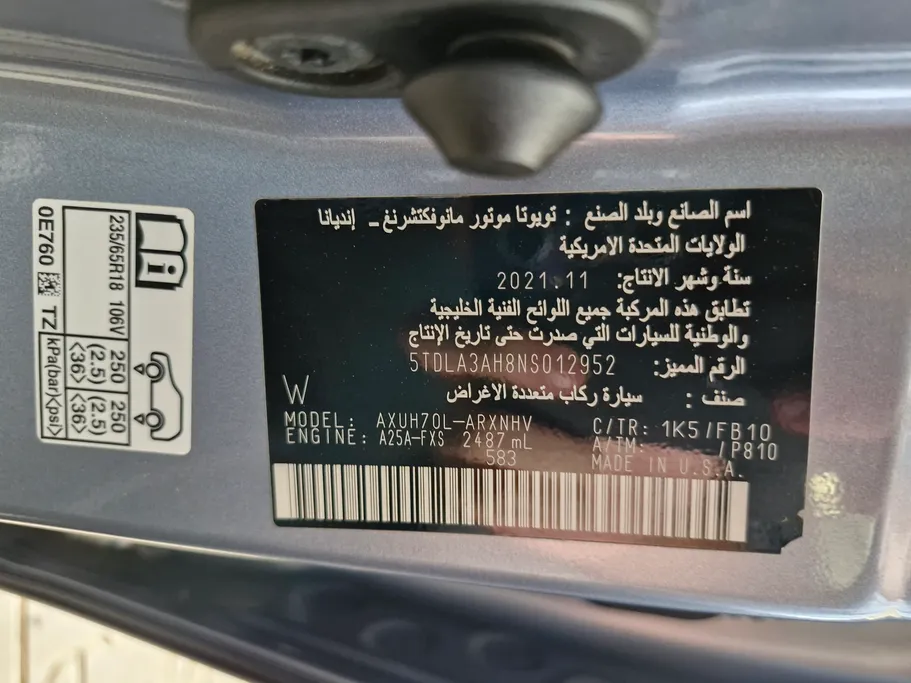 اسم الصانع وبلد الصنع : تويوتا موتور مانوفكتشرنغ - إنديانا
الولايات المتحدة الامريكية
سنة وشهر الانتاج: 2021.11
تطابق هذه المركبة جميع اللوائح الفنية الخليجية
والوطنية للسيارات التي صدرت حتى تاريخ الإنتاج
الرقم المميز: 5TDLA3AH8NS012952
صنف : سيارة ركاب متعددة الاغراض
W
MODEL: AXUH70L-ARXNHV C/TR: 1K5 /FB10
ENGINE: A25A-FXS 2487 mL A/TM: /P810
583 MADE IN U.S.A.
235/65R18 106V 250 (2.5) <36> 250 (2.5) <36>
0E760 TZ kPa(bar)<psi>